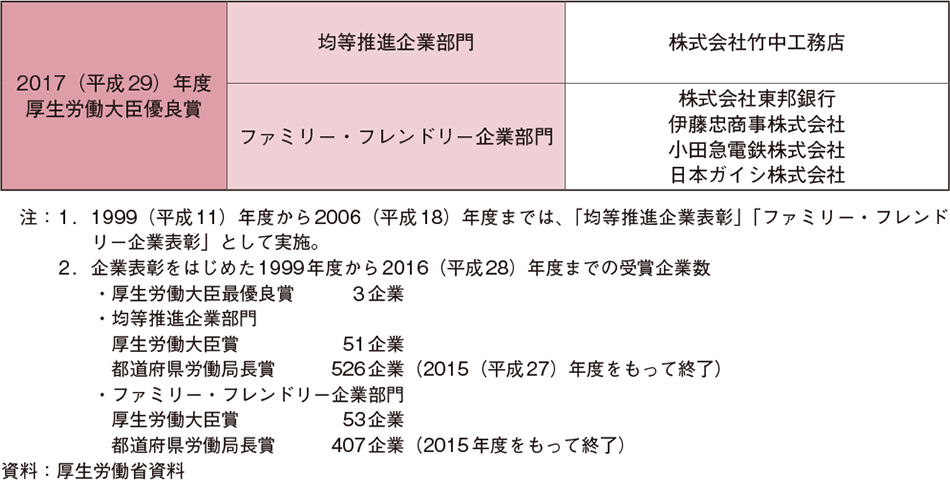 2017（平成29）年度
厚生労働大臣優良賞
均等推進企業部門
株式会社竹中工務店
ファミリー・フレンドリー企業部門
株式会社東邦銀行
伊藤忠商事株式会社
小田急電鉄株式会社
日本ガイシ株式会社
注：1．1999（平成11）年度から2006（平成18）年度までは、「均等推進企業表彰」「ファミリー・フレンド
リー企業表彰」として実施。
2．企業表彰をはじめた1999年度から2016（平成28）年度までの受賞企業数
・厚生労働大臣最優良賞 3企業
・均等推進企業部門
厚生労働大臣賞 51企業
都道府県労働局長賞 526企業（2015（平成27）年度をもって終了）
・ファミリー・フレンドリー企業部門
厚生労働大臣賞 53企業
都道府県労働局長賞 407企業（2015年度をもって終了）
資料：厚生労働省資料